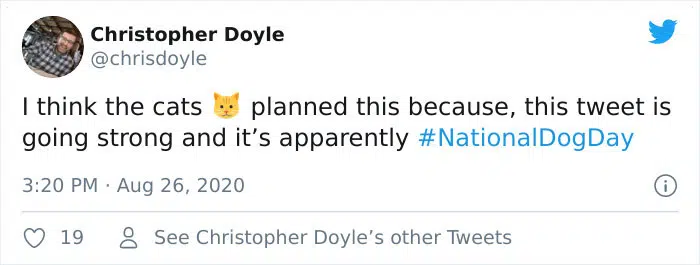 Christopher Doyle
@chrisdoyle
I think the cats 🐱 planned this because, this tweet is
going strong and it’s apparently #NationalDogDay
3:20 PM · Aug 26, 2020
19 See Christopher Doyle’s other Tweets